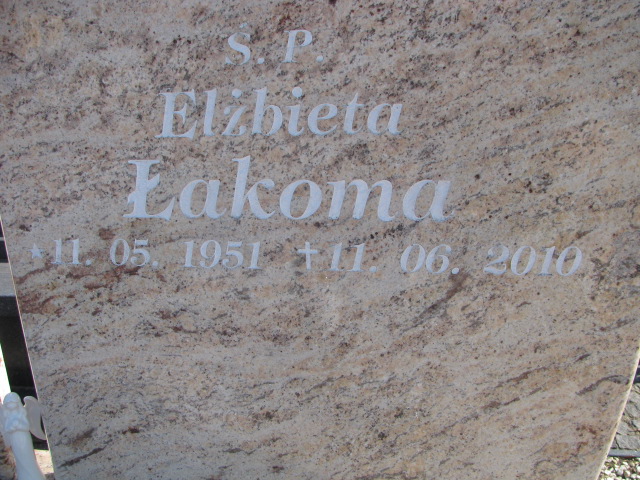 Ś. P.
Elżbieta
Łakoma
* 11. 05. 1951 † 11. 06. 2010